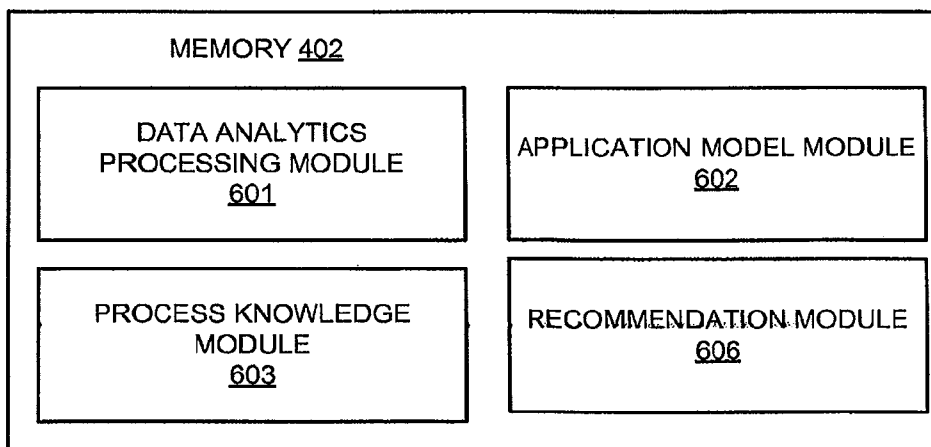 MEMORY 402
DATA ANALYTICS
PROCESSING MODULE
601
APPLICATION MODEL MODULE
602
PROCESS KNOWLEDGE
MODULE
603
RECOMMENDATION MODULE
606